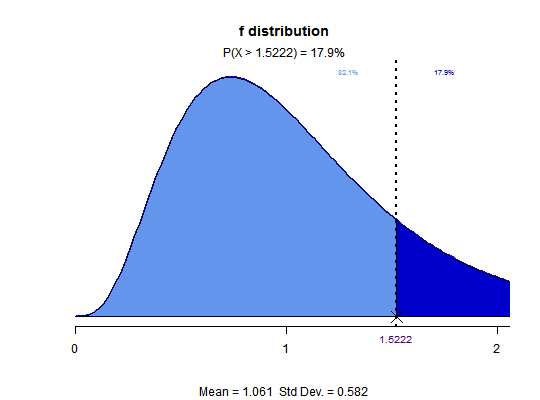 f distribution
P(X > 1.5222) = 17.9%
82.1% 17.9%
0 1 2
1.5222
Mean = 1.061 Std Dev. = 0.582